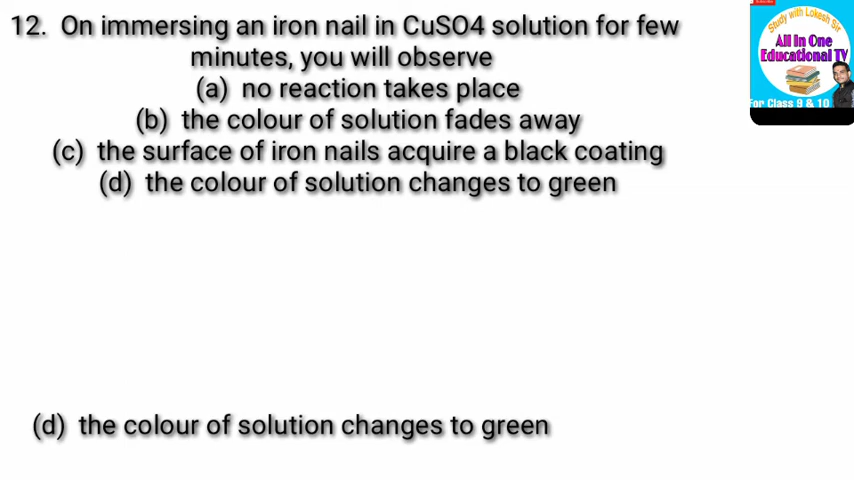 12. On immersing an iron nail in CuSO4 solution for few
minutes, you will observe
(a) no reaction takes place
(b) the colour of solution fades away
(c) the surface of iron nails acquire a black coating
(d) the colour of solution changes to green
(d) the colour of solution changes to green
Study with Lokesh Sir
All In One
Educational TV
For Class 9 & 10